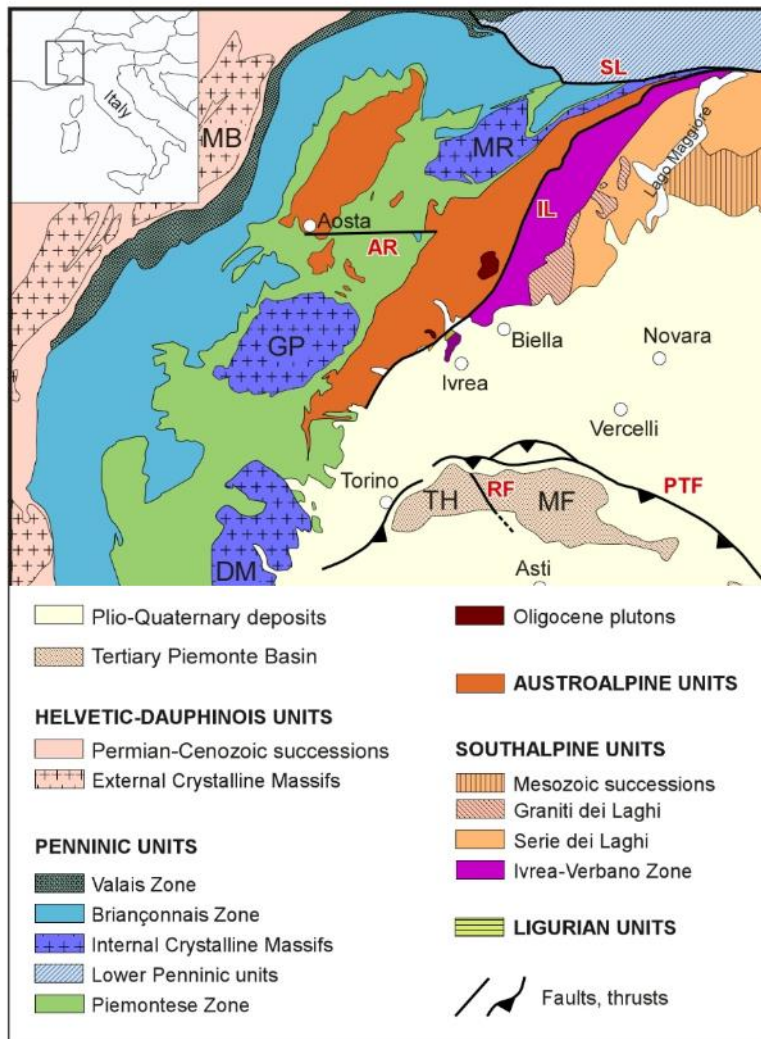 Italy
SL
MB
MR
Lago Maggiore
Aosta
IL
AR
GP
Biella
Novara
Ivrea
Vercelli
Torino
TH
RF
MF
PTF
DM
Asti
Plio-Quaternary deposits
Tertiary Piemonte Basin
HELVETIC-DAUPHINOIS UNITS
Permian-Cenozoic successions
External Crystalline Massifs
PENNINIC UNITS
Valais Zone
Briançonnais Zone
Internal Crystalline Massifs
Lower Penninic units
Piemontese Zone
Oligocene plutons
AUSTROALPINE UNITS
SOUTHALPINE UNITS
Mesozoic successions
Graniti dei Laghi
Serie dei Laghi
Ivrea-Verbano Zone
LIGURIAN UNITS
Faults, thrusts